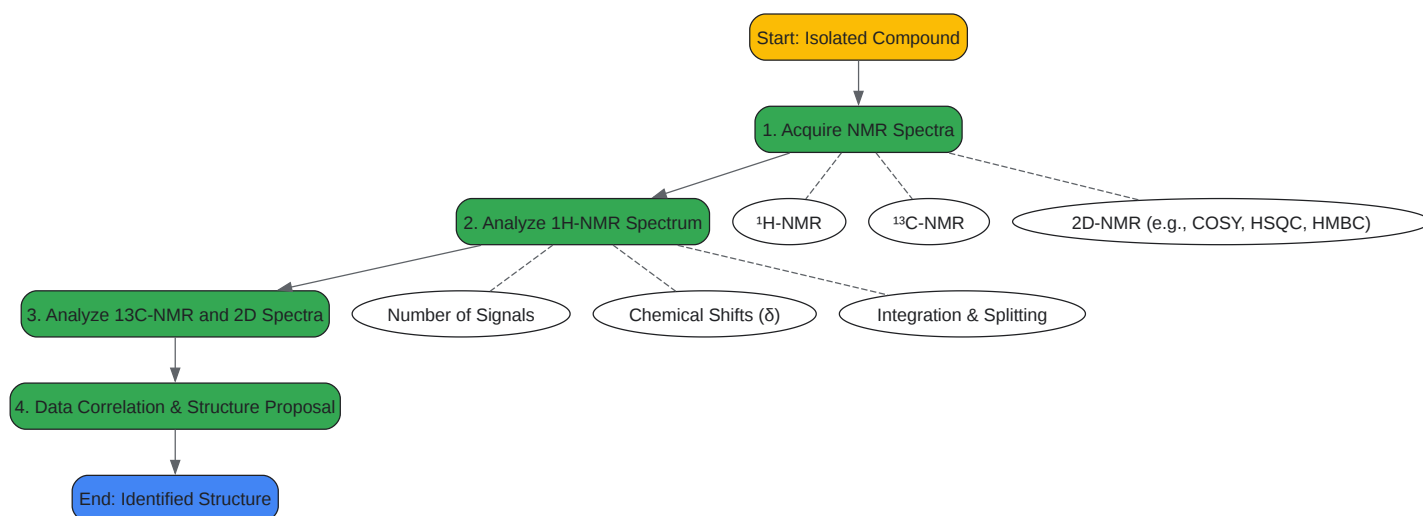 Start: Isolated Compound
1. Acquire NMR Spectra
2. Analyze 1H-NMR Spectrum
¹H-NMR
¹³C-NMR
2D-NMR (e.g., COSY, HSQC, HMBC)
3. Analyze 13C-NMR and 2D Spectra
Number of Signals
Chemical Shifts (δ)
Integration & Splitting
4. Data Correlation & Structure Proposal
End: Identified Structure